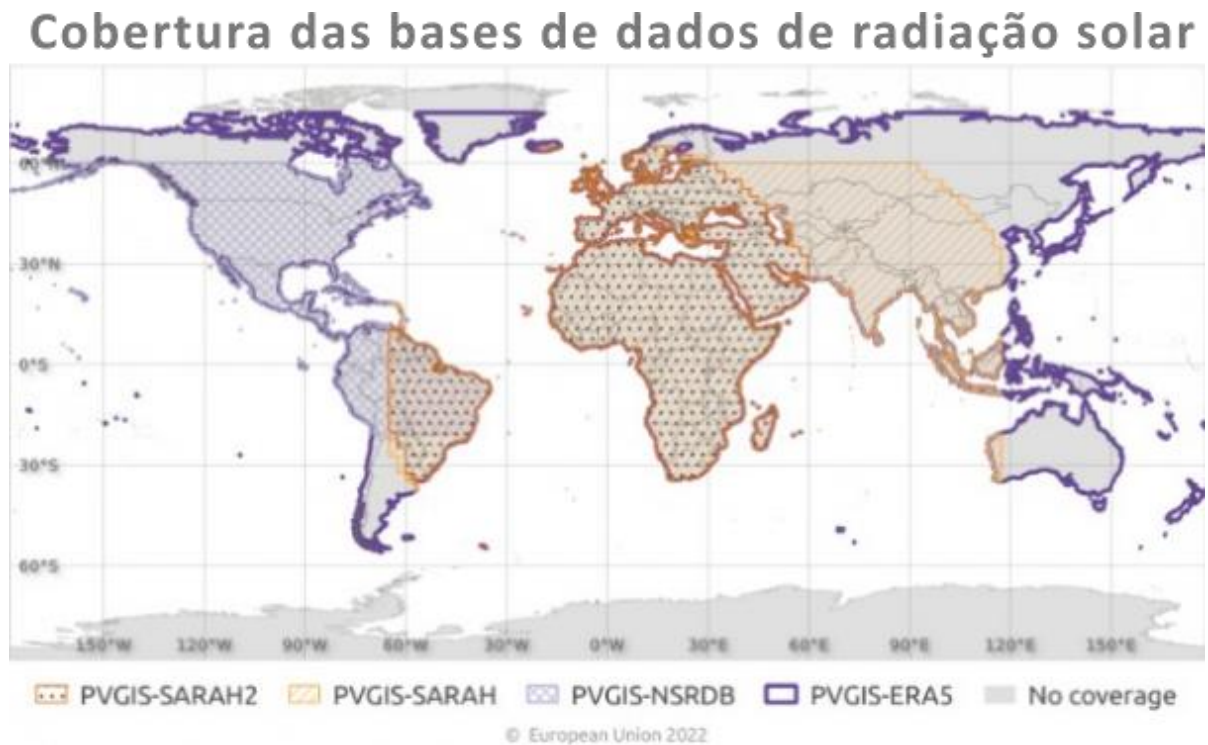 Cobertura das bases de dados de radiação solar
60°N
30°N
0°S
30°S
60°S
150°W 120°W 90°W 60°W 30°W 0°W 30°E 60°E 90°E 120°E 150°E
PVGIS-SARAH2 PVGIS-SARAH PVGIS-NSRDB PVGIS-ERA5 No coverage
© European Union 2022